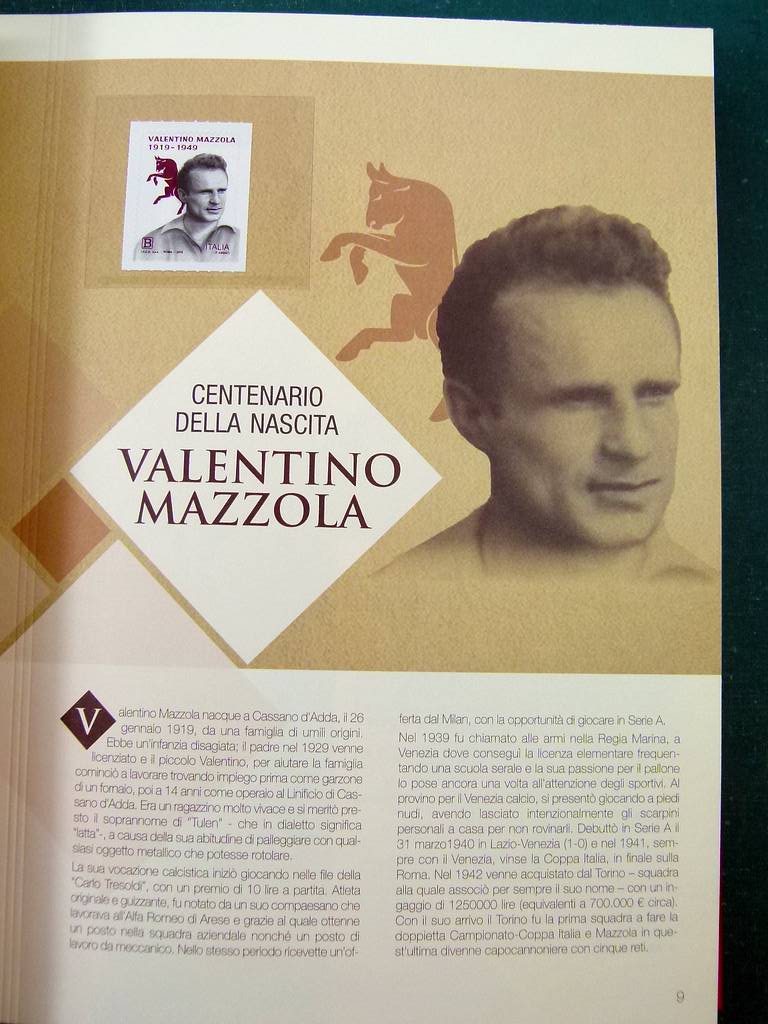 VALENTINO MAZZOLA
1919-1949
B
ITALIA
CENTENARIO
DELLA NASCITA
VALENTINO
MAZZOLA
Valentino Mazzola nacque a Cassano d'Adda, il 26
gennaio 1919, da una famiglia di umili origini.
Ebbe un'infanzia disagiata; il padre nel 1929 venne
licenziato e il piccolo Valentino, per aiutare la famiglia
cominciò a lavorare trovando impiego prima come garzone
di un fornaio, poi a 14 anni come operaio al Linificio di Cas-
sano d'Adda. Era un ragazzino molto vivace e si meritò pre-
sto il soprannome di "Tulen" - che in dialetto significa
"latta"-, a causa della sua abitudine di palleggiare con qual-
siasi oggetto metallico che potesse rotolare.
La sua vocazione calcistica iniziò giocando nelle file della
"Carlo Tresoldi", con un premio di 10 lire a partita. Atleta
originale e guizzante, fu notato da un suo compaesano che
lavorava all'Alfa Romeo di Arese e grazie al quale ottenne
un posto nella squadra aziendale nonché un posto di
lavoro da meccanico. Nello stesso periodo ricevette un'of-
ferta dal Milan, con la opportunità di giocare in Serie A.
Nel 1939 fu chiamato alle armi nella Regia Marina, a
Venezia dove conseguì la licenza elementare frequen-
tando una scuola serale e la sua passione per il pallone
lo pose ancora una volta all'attenzione degli sportivi. Al
provino per il Venezia calcio, si presentò giocando a piedi
nudi, avendo lasciato intenzionalmente gli scarpini
personali a casa per non rovinarli. Debuttò in Serie A il
31 marzo1940 in Lazio-Venezia (1-0) e nel 1941, sem-
pre con il Venezia, vinse la Coppa Italia, in finale sulla
Roma. Nel 1942 venne acquistato dal Torino – squadra
alla quale associò per sempre il suo nome – con un in-
gaggio di 1250000 lire (equivalenti a 700.000 € circa).
Con il suo arrivo il Torino fu la prima squadra a fare la
doppietta Campionato-Coppa Italia e Mazzola in que-
st'ultima divenne capocannoniere con cinque reti.
9